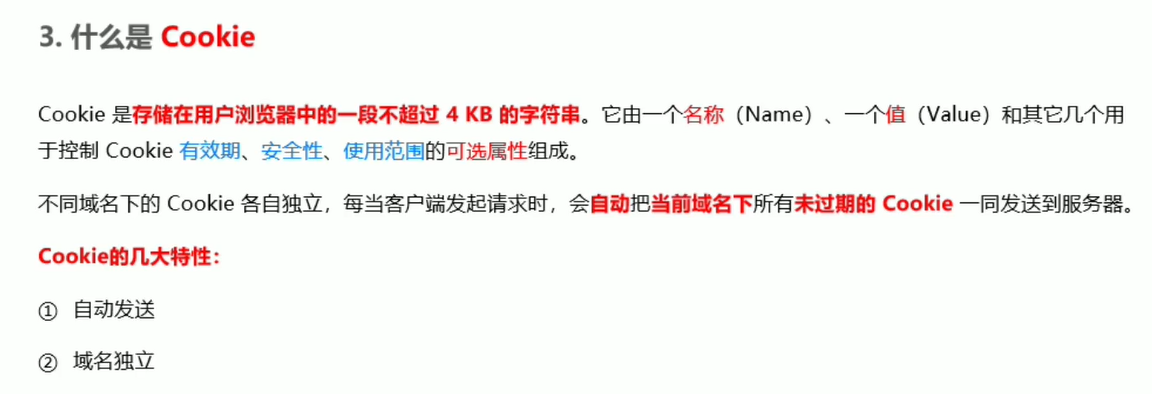 3. 什么是 Cookie
Cookie 是存储在用户浏览器中的一段不超过 4 KB 的字符串。它由一个名称（Name）、一个值（Value）和其它几个用
于控制 Cookie 有效期、安全性、使用范围的可选属性组成。
不同域名下的 Cookie 各自独立，每当客户端发起请求时，会自动把当前域名下所有未过期的 Cookie 一同发送到服务器。
Cookie的几大特性：
① 自动发送
② 域名独立